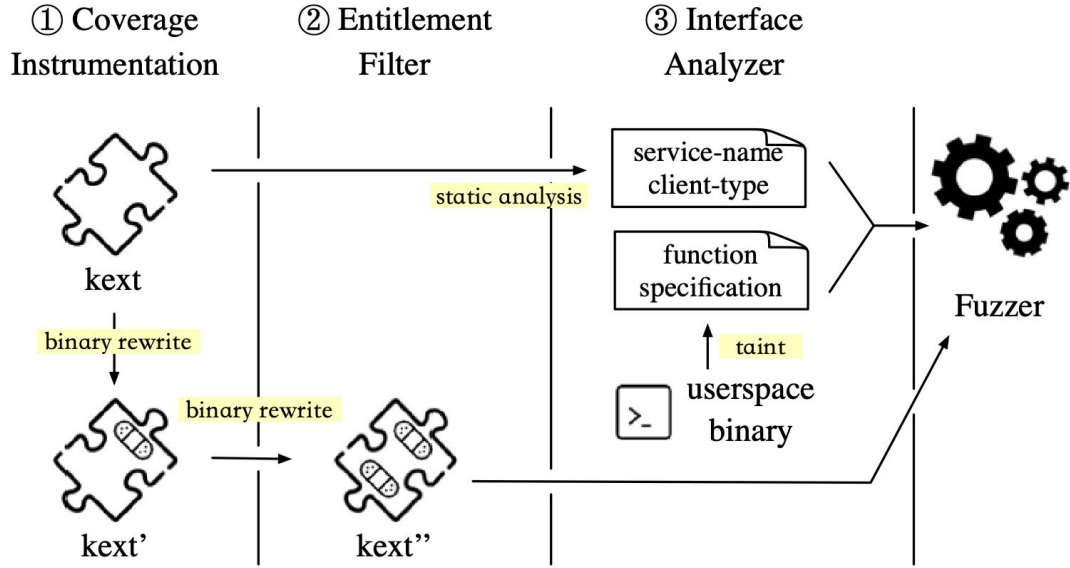 ① Coverage
Instrumentation
② Entitlement
Filter
③ Interface
Analyzer
service-name
client-type
static analysis
function
specification
kext
Fuzzer
binary rewrite
taint
userspace
binary
>_
binary rewrite
kext’
kext’’